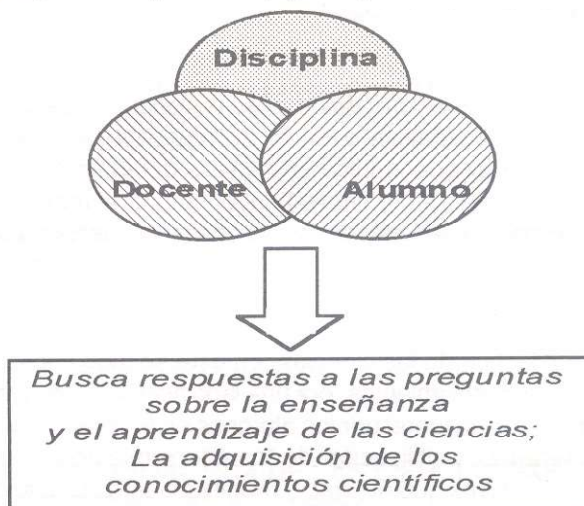 Disciplina
Docente
Alumno
Busca respuestas a las preguntas
sobre la enseñanza
y el aprendizaje de las ciencias;
La adquisición de los
conocimientos científicos